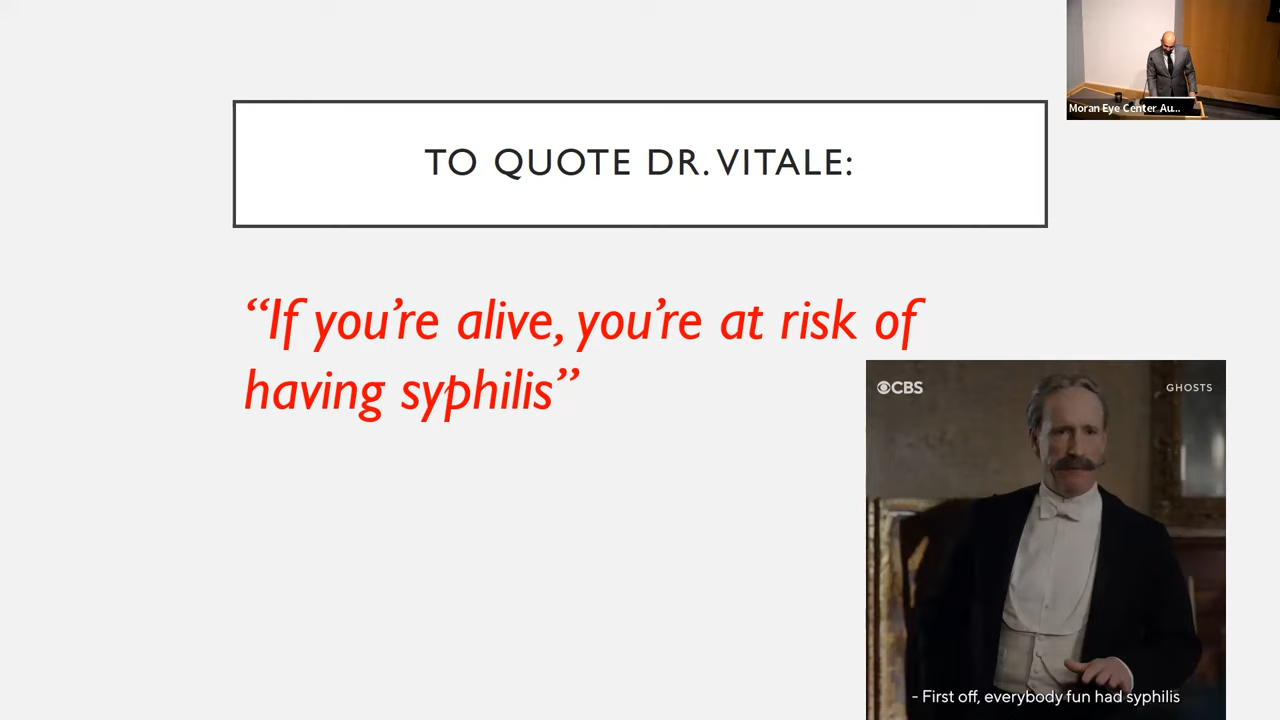 Moran Eye Center Au...
TO QUOTE DR. VITALE:
“If you’re alive, you’re at risk of
having syphilis”
CBS
GHOSTS
- First off, everybody fun had syphilis